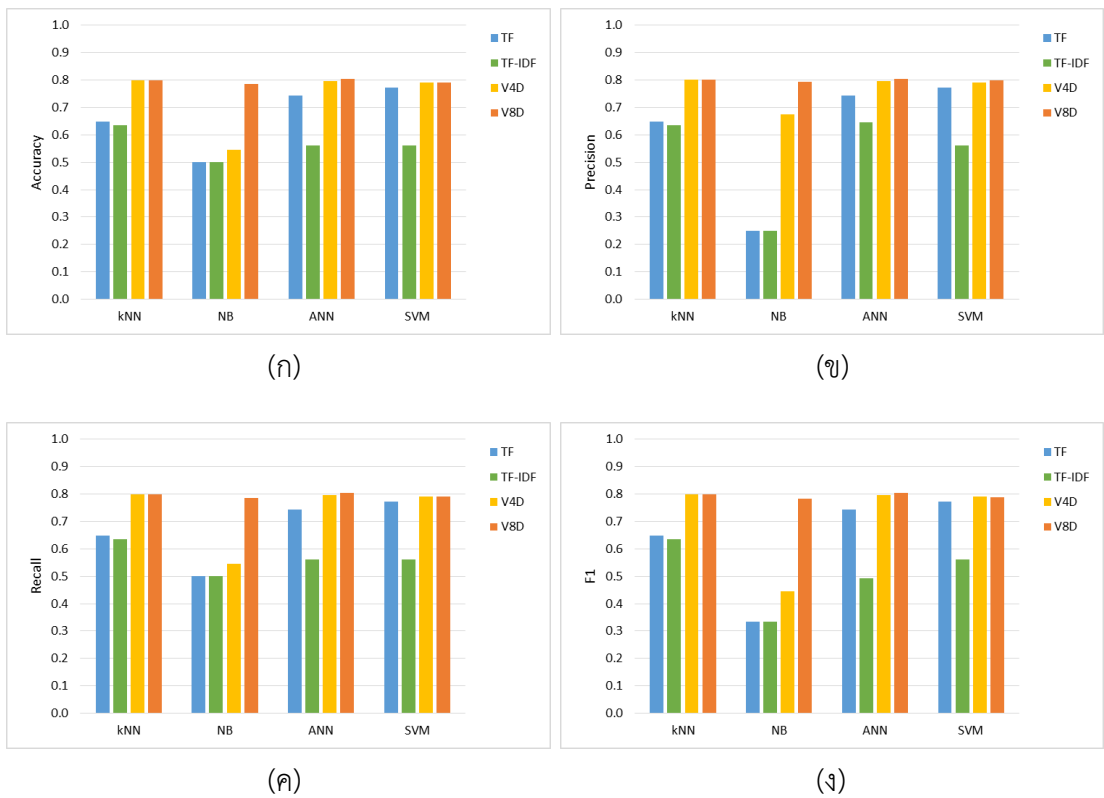 1.0
0.9
0.8
0.7
0.6
0.5
0.4
0.3
0.2
0.1
0.0
Accuracy
kNN NB ANN SVM
TF
TF-IDF
V4D
V8D
(ก)
1.0
0.9
0.8
0.7
0.6
0.5
0.4
0.3
0.2
0.1
0.0
Precision
kNN NB ANN SVM
TF
TF-IDF
V4D
V8D
(ข)
1.0
0.9
0.8
0.7
0.6
0.5
0.4
0.3
0.2
0.1
0.0
Recall
kNN NB ANN SVM
TF
TF-IDF
V4D
V8D
(ค)
1.0
0.9
0.8
0.7
0.6
0.5
0.4
0.3
0.2
0.1
0.0
F1
kNN NB ANN SVM
TF
TF-IDF
V4D
V8D
(ง)